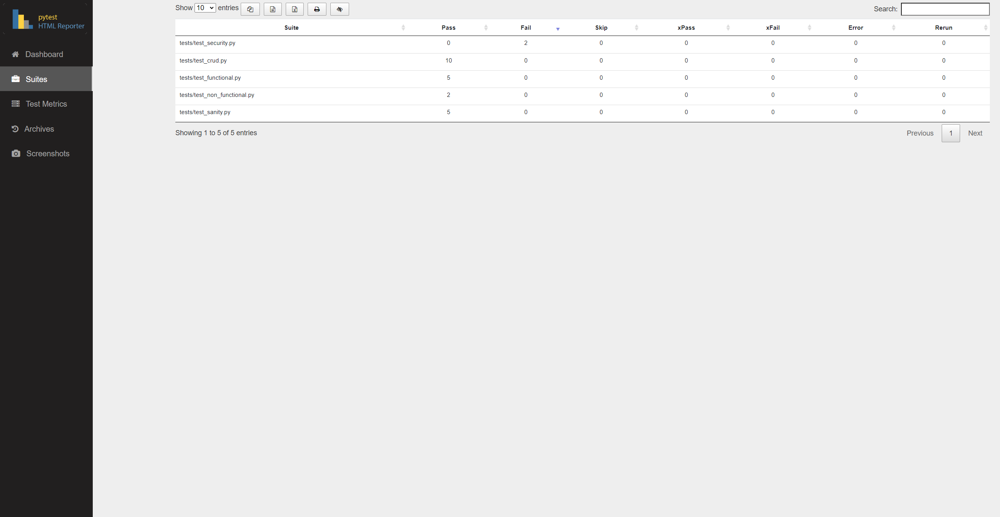 pytest
HTML Reporter
Dashboard
Suites
Test Metrics
Archives
Screenshots
Show 10 entries Search:
Suite Pass Fail Skip xPass xFail Error Rerun
tests/test_security.py 0 2 0 0 0 0 0
tests/test_crud.py 10 0 0 0 0 0 0
tests/test_functional.py 5 0 0 0 0 0 0
tests/test_non_functional.py 2 0 0 0 0 0 0
tests/test_sanity.py 5 0 0 0 0 0 0
Showing 1 to 5 of 5 entries Previous 1 Next